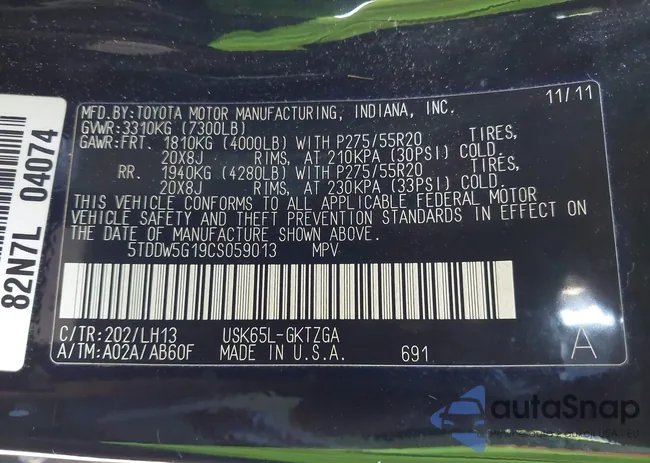 MFD.BY:TOYOTA MOTOR MANUFACTURING, INDIANA, INC. 11/11
GVWR:3310KG (7300LB)
GAWR:FRT. 1810KG (4000LB) WITH P275/55R20 TIRES,
20X8J RIMS, AT 210KPA (30PSI) COLD.
RR. 1940KG (4280LB) WITH P275/55R20 TIRES,
20X8J RIMS, AT 230KPA (33PSI) COLD.
THIS VEHICLE CONFORMS TO ALL APPLICABLE FEDERAL MOTOR
VEHICLE SAFETY AND THEFT PREVENTION STANDARDS IN EFFECT ON
THE DATE OF MANUFACTURE SHOWN ABOVE.
5TDDW5G19CS059013 MPV
C/TR:202/LH13 USK65L-GKTZGA
A/TM:A02A/AB60F MADE IN U.S.A. 691 A
82N7L 04074
autoSnap